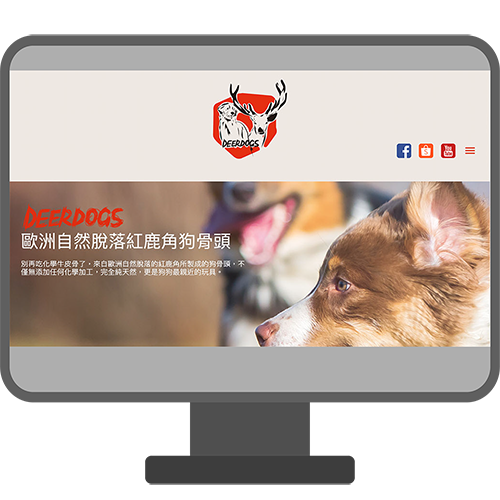 DEERDOGS
You
Tube
DEERDOGS
歐洲自然脫落紅鹿角狗骨頭
別再吃化學牛皮骨了，來自歐洲自然脫落的紅鹿角所製成的狗骨頭，不
僅無添加任何化學加工，完全純天然，更是狗狗最親近的玩具。